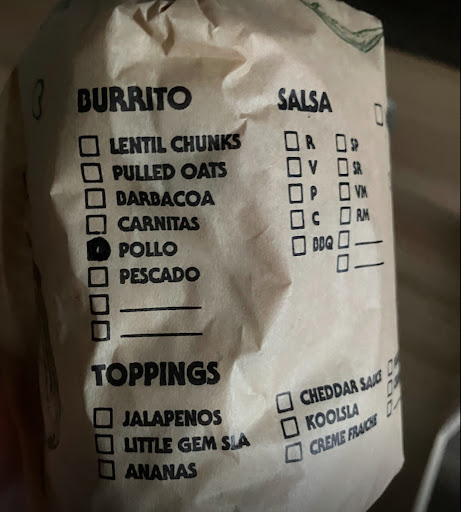 BURRITO
LENTIL CHUNKS
PULLED OATS
BARBACOA
CARNITAS
POLLO
PESCADO
SALSA
R
V
P
C
BBQ
SP
SR
VM
RM
TOPPINGS
JALAPENOS
LITTLE GEM SLA
ANANAS
CHEDDAR SAUS
KOOLSLA
CREME FRAICHE